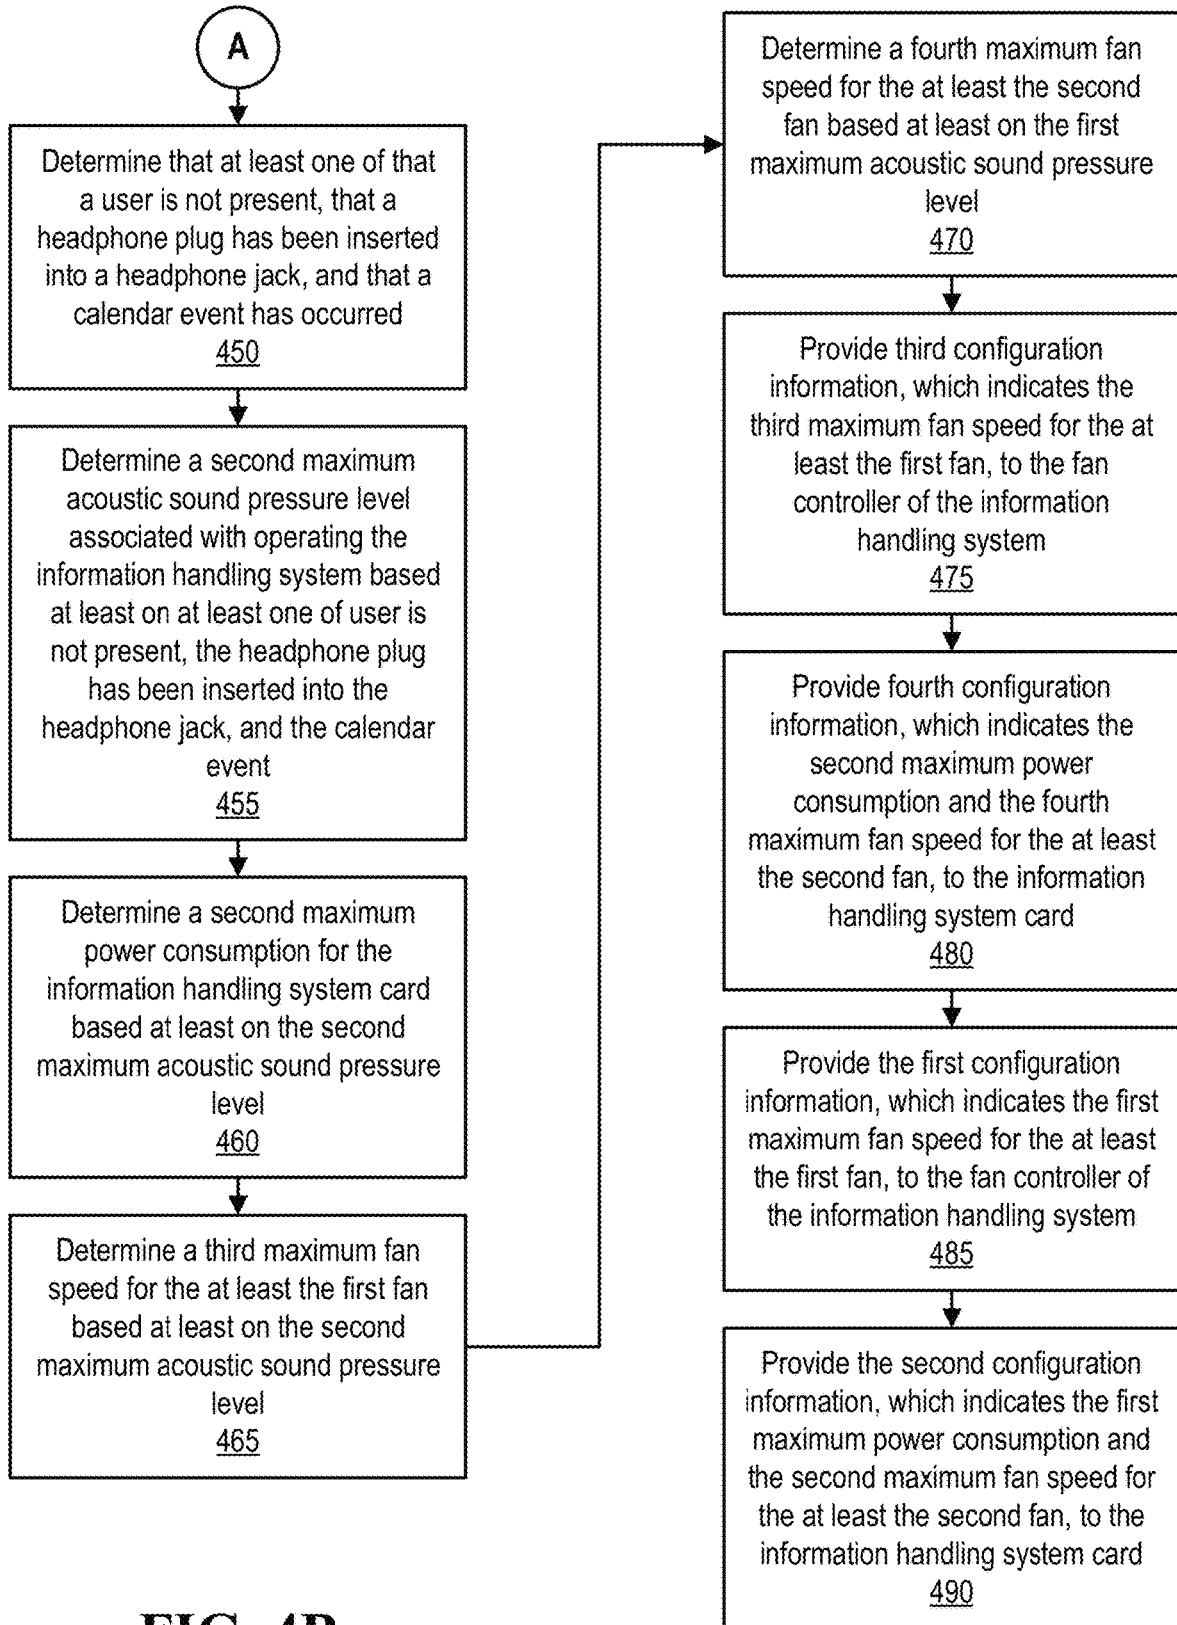 A
Determine that at least one of that
a user is not present, that a
headphone plug has been inserted
into a headphone jack, and that a
calendar event has occurred
450
Determine a second maximum
acoustic sound pressure level
associated with operating the
information handling system based
at least on at least one of user is
not present, the headphone plug
has been inserted into the
headphone jack, and the calendar
event
455
Determine a second maximum
power consumption for the
information handling system card
based at least on the second
maximum acoustic sound pressure
level
460
Determine a third maximum fan
speed for the at least the first fan
based at least on the second
maximum acoustic sound pressure
level
465
Determine a fourth maximum fan
speed for the at least the second
fan based at least on the first
maximum acoustic sound pressure
level
470
Provide third configuration
information, which indicates the
third maximum fan speed for the at
least the first fan, to the fan
controller of the information
handling system
475
Provide fourth configuration
information, which indicates the
second maximum power
consumption and the fourth
maximum fan speed for the at least
the second fan, to the information
handling system card
480
Provide the first configuration
information, which indicates the first
maximum fan speed for the at least
the first fan, to the fan controller of
the information handling system
485
Provide the second configuration
information, which indicates the first
maximum power consumption and
the second maximum fan speed for
the at least the second fan, to the
information handling system card
490
FIG. 4B